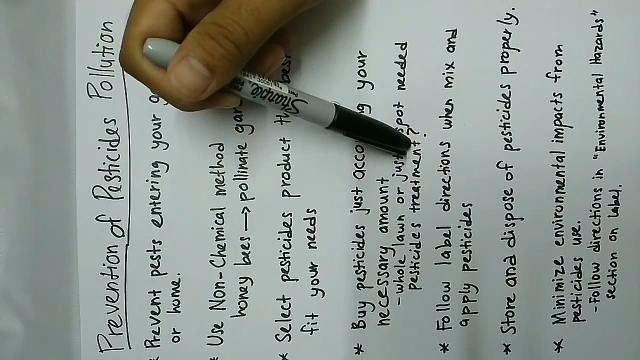 Prevention of Pesticides Pollution
* Prevent pests entering your
or home.
* Use Non-Chemical method
honey bees → pollinate
* Select pesticides product best
fit your needs
* Buy pesticides just your
necessary amount
- whole lawn or just spot needed
pesticides treatment?
* Follow label directions when mix and
apply pesticides
* Store and dispose of pesticides properly.
* Minimize environmental impacts from
pesticides use.
- Follow directions in "Environmental Hazards"
section on label.
Sharpie